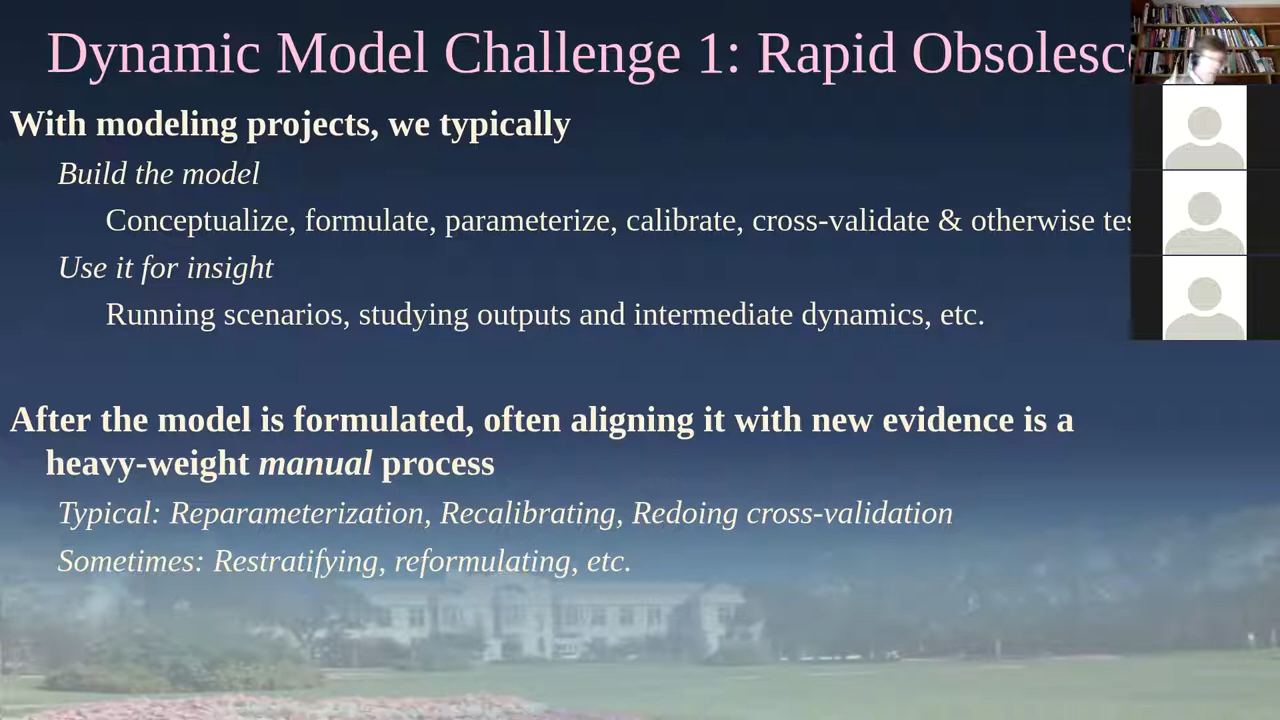 Dynamic Model Challenge 1: Rapid
With modeling projects, we typically
Build the model
Conceptualize, formulate, parameterize, calibrate, cross-validate & otherwise
Use it for insight
Running scenarios, studying outputs and intermediate dynamics, etc.
After the model is formulated, often aligning it with new evidence is a
heavy-weight manual process
Typical: Reparameterization, Recalibrating, Redoing cross-validation
Sometimes: Restratifying, reformulating, etc.